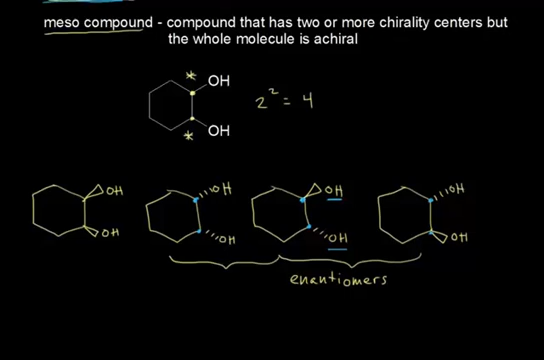 meso compound - compound that has two or more chirality centers but
the whole molecule is achiral
* OH
2² = 4
* OH
OH OH OH OH
OH OH OH OH
enantiomers